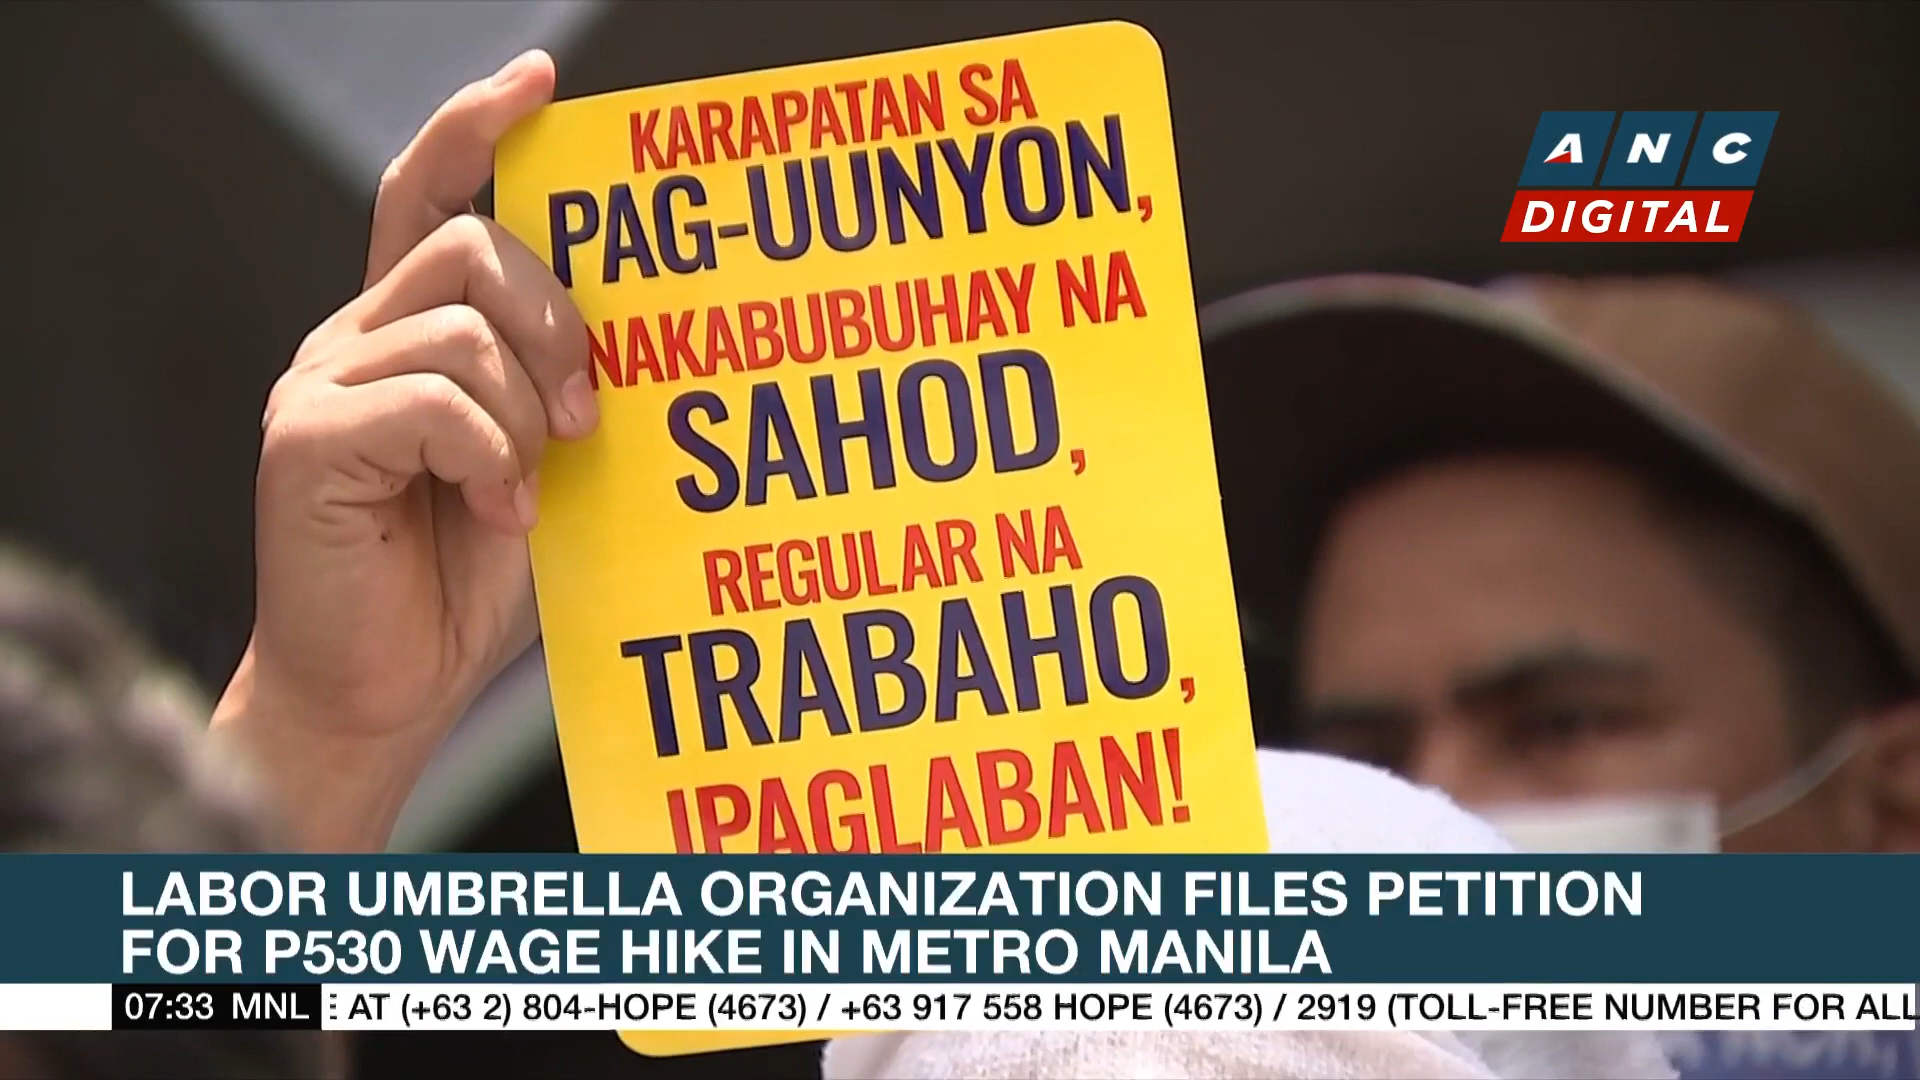 KARAPATAN SA
PAG-UUNYON,
NAKABUBUHAY NA
SAHOD,
REGULAR NA
TRABAHO,
IPAGLABAN!
ANC
DIGITAL
LABOR UMBRELLA ORGANIZATION FILES PETITION
FOR P530 WAGE HIKE IN METRO MANILA
07:33 MNL
AT (+63 2) 804-HOPE (4673) / +63 917 558 HOPE (4673) / 2919 (TOLL-FREE NUMBER FOR ALL